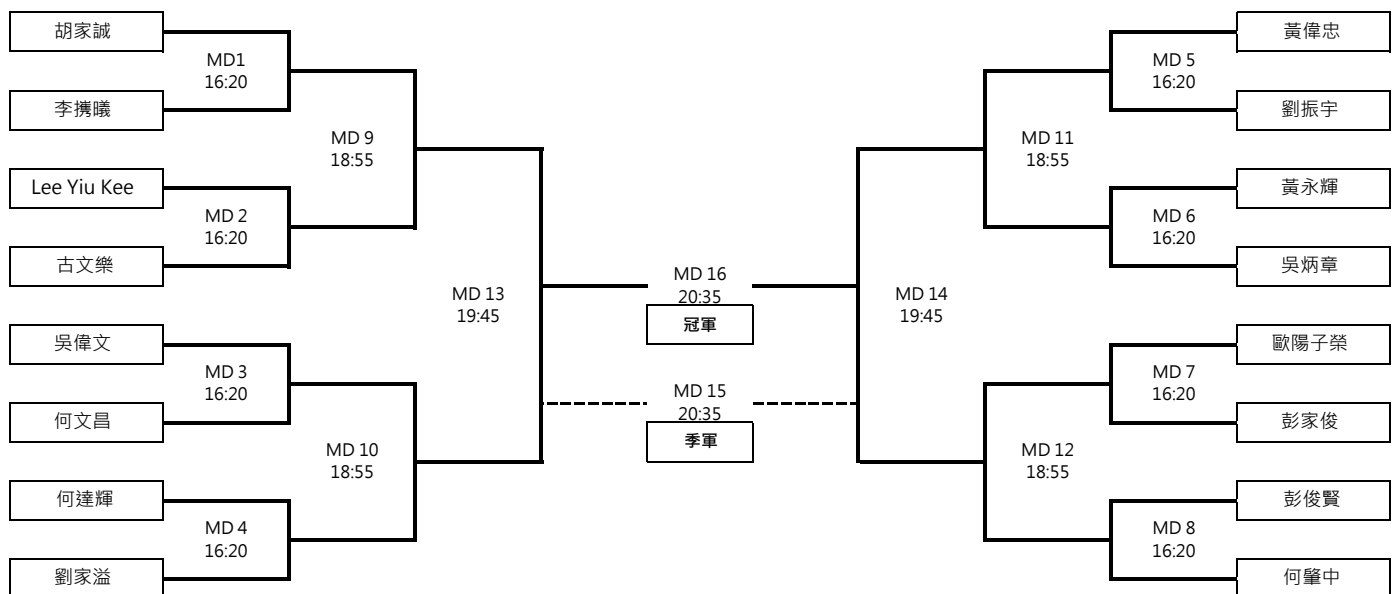 胡家誠
MD1
16:20
李携曦
MD 9
18:55
Lee Yiu Kee
MD 2
16:20
古文樂
MD 13
19:45
吳偉文
MD 3
16:20
何文昌
MD 10
18:55
何達輝
MD 4
16:20
劉家溢
MD 16
20:35
冠軍
MD 15
20:35
季軍
黃偉忠
MD 5
16:20
劉振宇
MD 11
18:55
黃永輝
MD 6
16:20
吳炳章
MD 14
19:45
歐陽子榮
MD 7
16:20
彭家俊
MD 12
18:55
彭俊賢
MD 8
16:20
何肇中